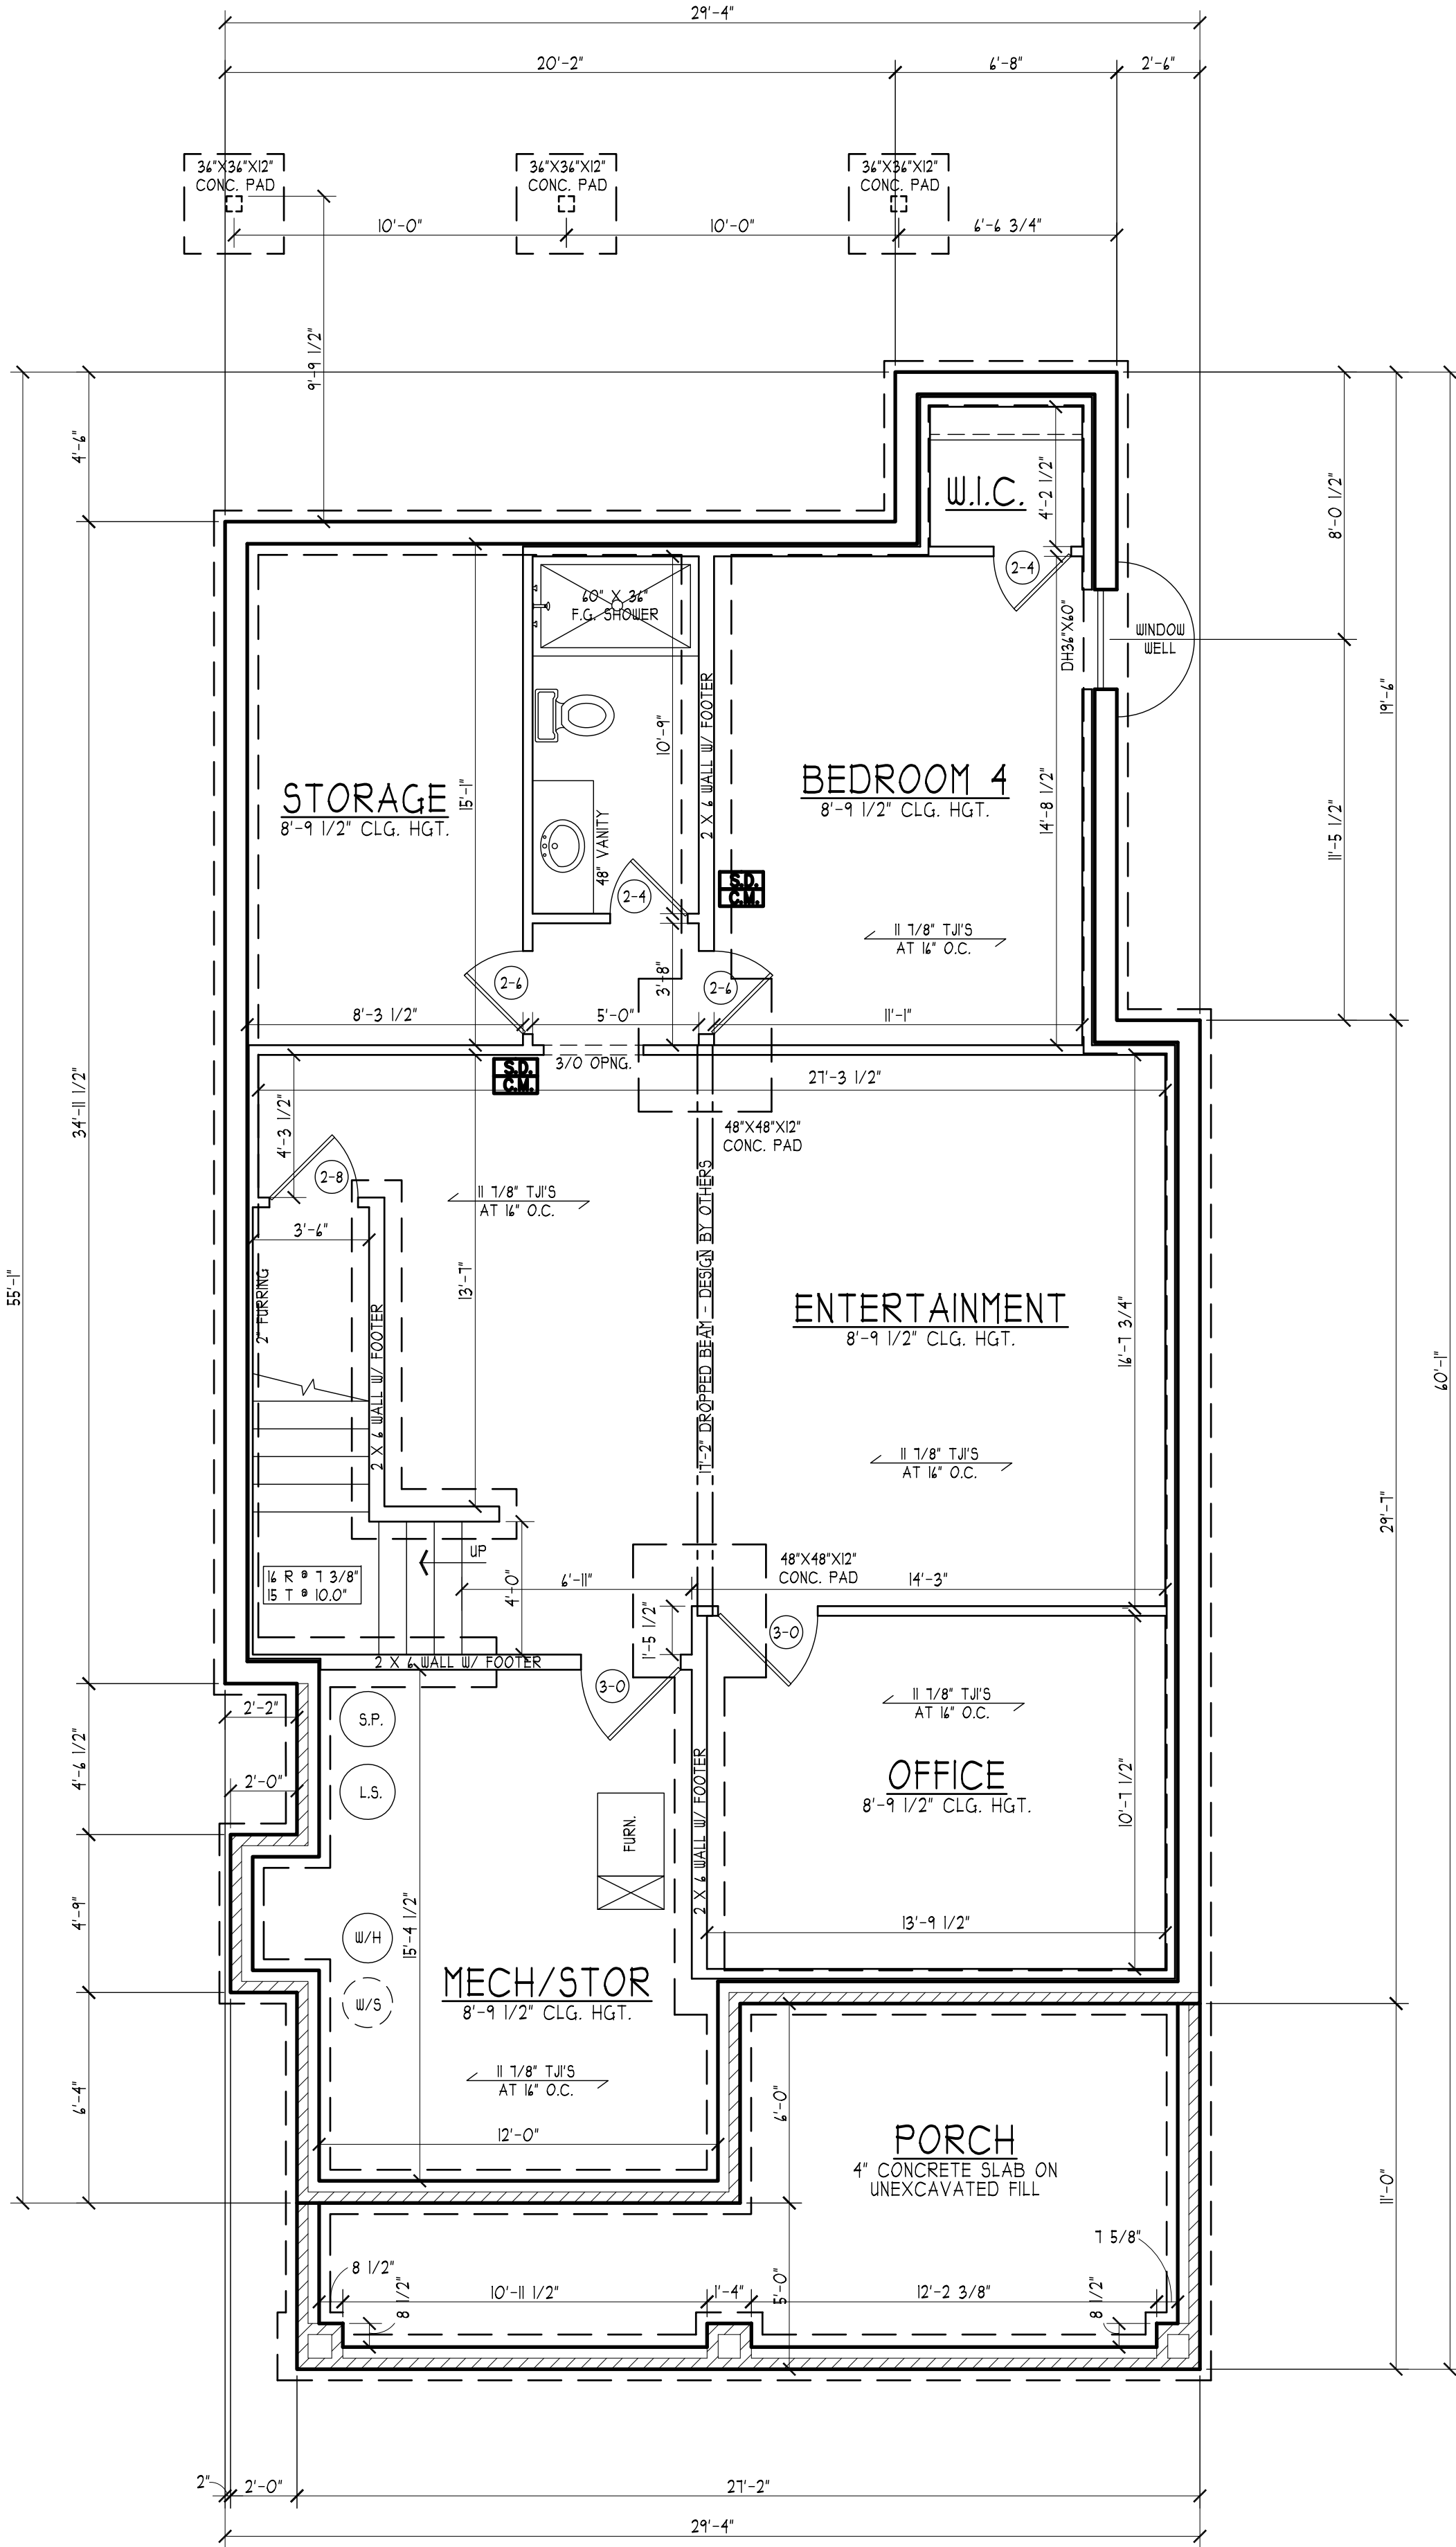 29'-4"
20'-2"
6'-8"
2'-6"
36"X36"X12"
CONC. PAD
36"X36"X12"
CONC. PAD
36"X36"X12"
CONC. PAD
10'-0"
10'-0"
6'-6 3/4"
9'-9 1/2"
4'-6"
W.I.C.
4'-2 1/2"
8'-0 1/2"
2-4
60" X 36"
F.G. SHOWER
DH36"X60"
WINDOW
WELL
19'-6"
10'-9"
2 X 6 WALL W/ FOOTER
STORAGE
8'-9 1/2" CLG. HGT.
15'-1"
BEDROOM 4
8'-9 1/2" CLG. HGT.
14'-8 1/2"
11'-5 1/2"
48" VANITY
2-4
S.D.
C.M.
11 7/8" TJI'S
AT 16" O.C.
2-6
3'-8"
2-6
8'-3 1/2"
5'-0"
11'-1"
S.D.
C.M.
3/0 OPNG.
27'-3 1/2"
34'-11 1/2"
4'-3 1/2"
48"X48"X12"
CONC. PAD
2-8
11 7/8" TJI'S
AT 16" O.C.
3'-6"
2" FURRING
2 X 6 WALL W/ FOOTER
13'-7"
17'-2" DROPPED BEAM - DESIGN BY OTHERS
ENTERTAINMENT
8'-9 1/2" CLG. HGT.
16'-7 3/4"
55'-1"
60'-1"
11 7/8" TJI'S
AT 16" O.C.
29'-7"
UP
16 R @ 7 3/8"
15 T @ 10.0"
4'-0"
6'-11"
48"X48"X12"
CONC. PAD
14'-3"
1'-5 1/2"
3-0
2 X 6 WALL W/ FOOTER
3-0
2'-2"
S.P.
11 7/8" TJI'S
AT 16" O.C.
4'-6 1/2"
2'-0"
L.S.
FURN.
2 X 6 WALL W/ FOOTER
OFFICE
8'-9 1/2" CLG. HGT.
10'-7 1/2"
4'-9"
W/H
15'-4 1/2"
13'-9 1/2"
W/S
MECH/STOR
8'-9 1/2" CLG. HGT.
11 7/8" TJI'S
AT 16" O.C.
6'-4"
6'-0"
12'-0"
PORCH
4" CONCRETE SLAB ON
UNEXCAVATED FILL
11'-0"
7 5/8"
8 1/2"
8 1/2"
10'-11 1/2"
1'-4"
5'-0"
12'-2 3/8"
8 1/2"
2"
2'-0"
27'-2"
29'-4"